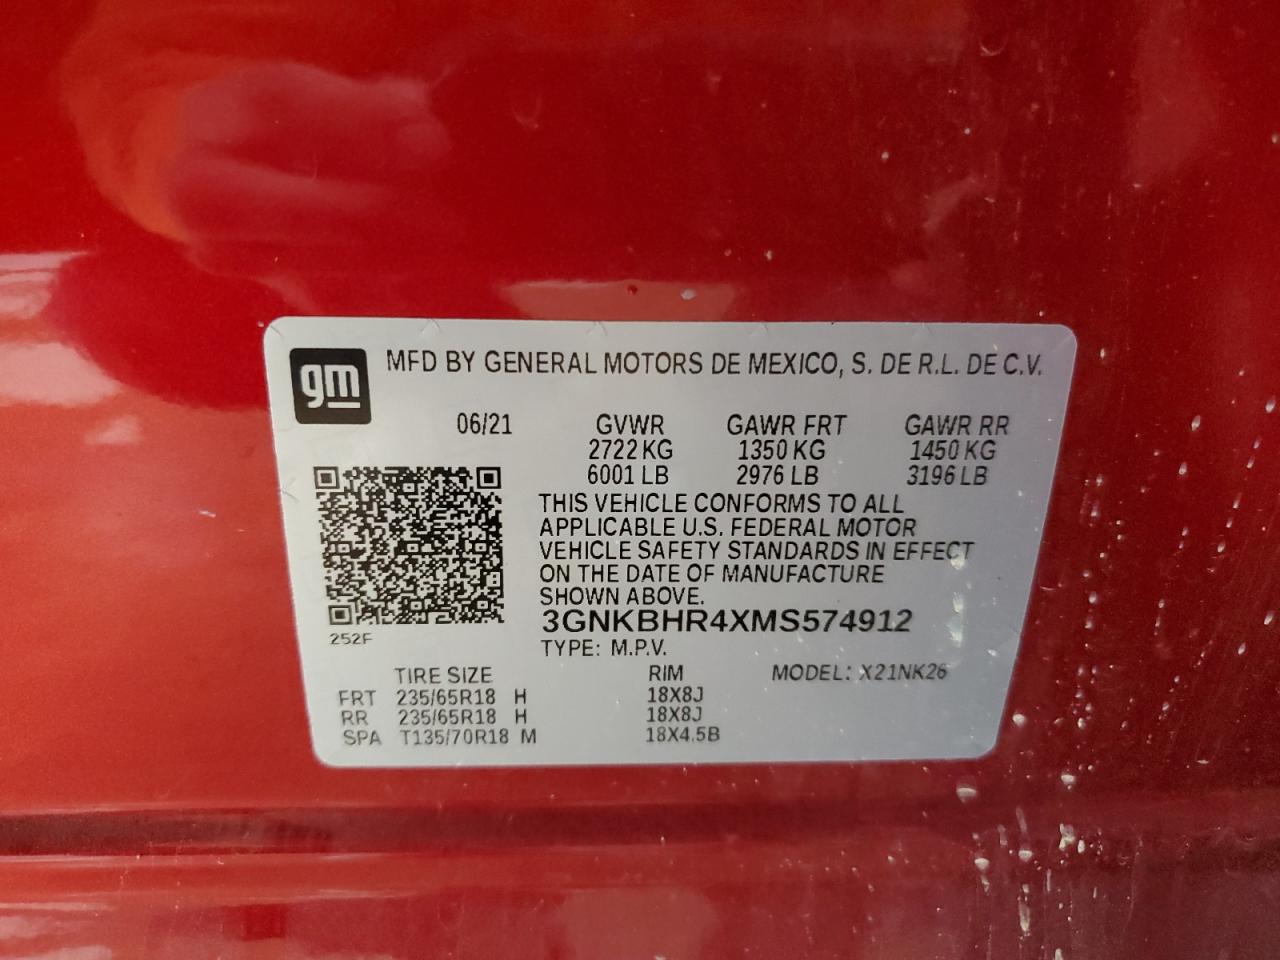 gm
MFD BY GENERAL MOTORS DE MEXICO, S. DE R.L. DE C.V.
06/21 GVWR GAWR FRT GAWR RR
2722 KG 1350 KG 1450 KG
6001 LB 2976 LB 3196 LB
THIS VEHICLE CONFORMS TO ALL
APPLICABLE U.S. FEDERAL MOTOR
VEHICLE SAFETY STANDARDS IN EFFECT
ON THE DATE OF MANUFACTURE
SHOWN ABOVE.
3GNKBHR4XMS574912
252F
TYPE: M.P.V.
TIRE SIZE RIM MODEL: X21NK26
FRT 235/65R18 H 18X8J
RR 235/65R18 H 18X8J
SPA T135/70R18 M 18X4.5B